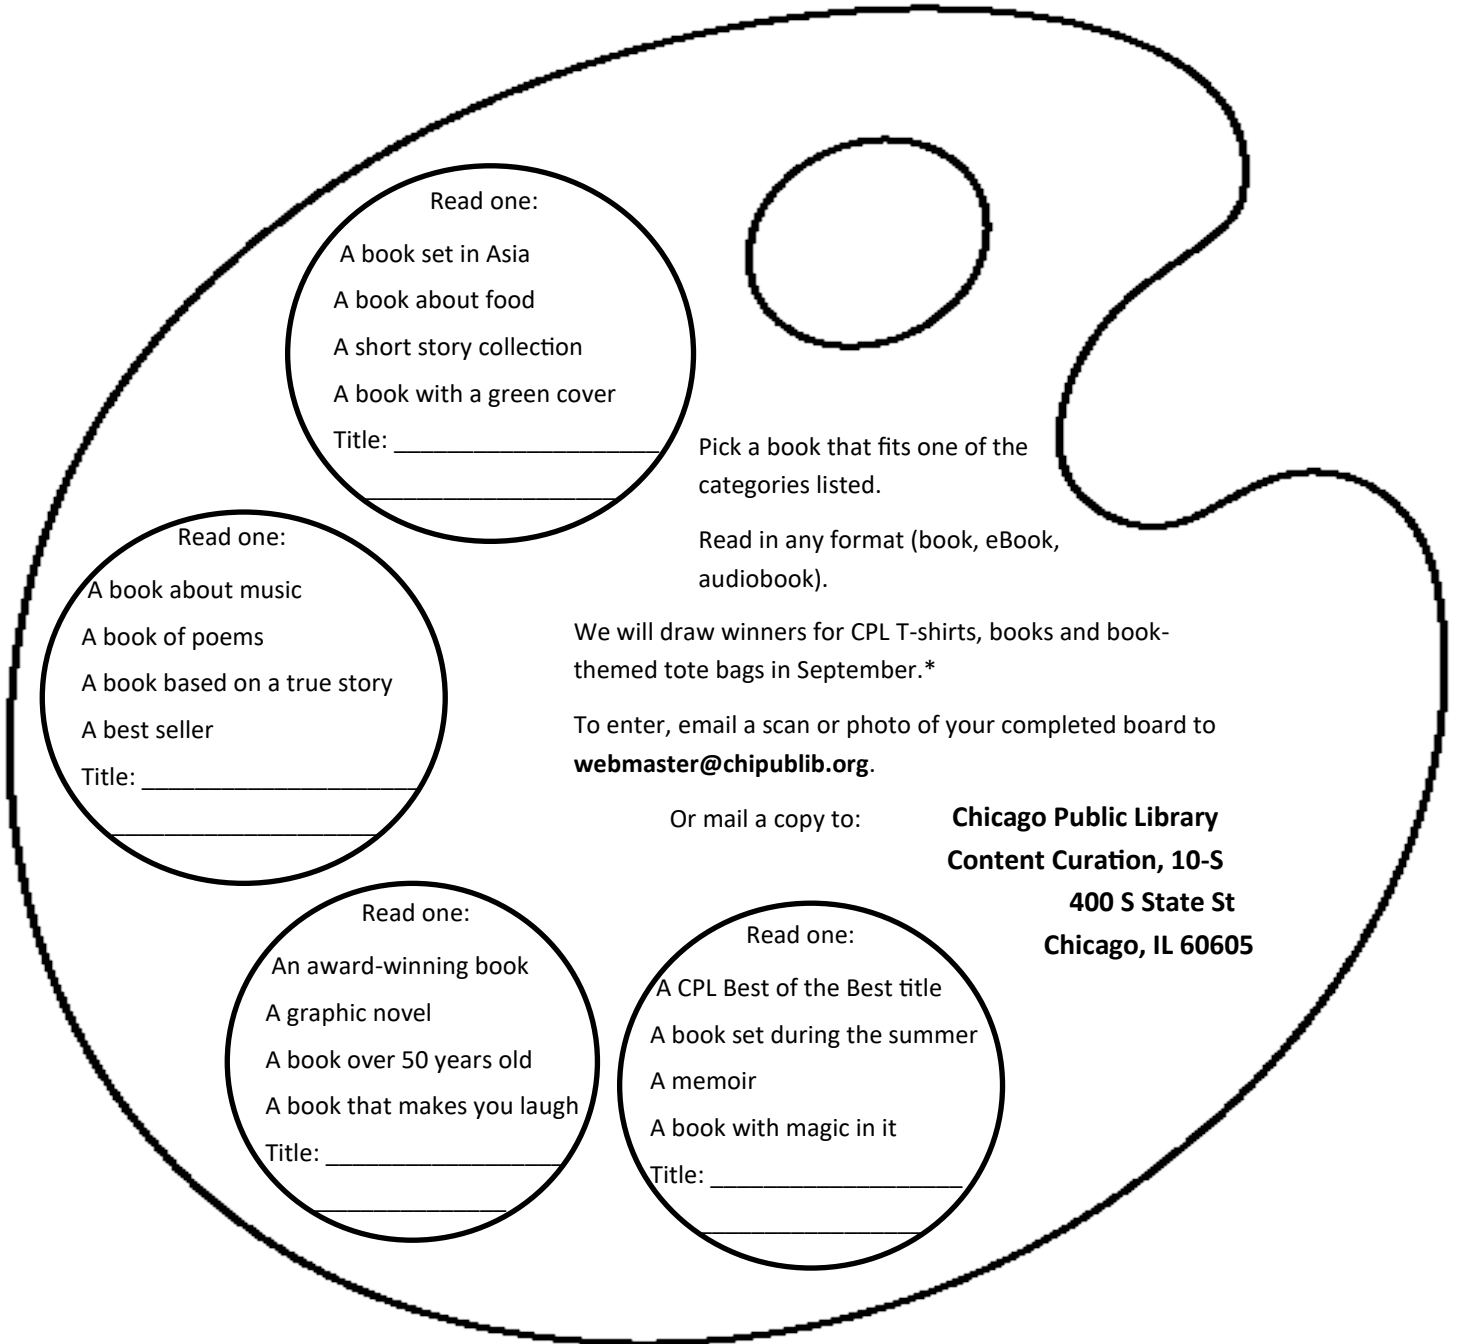 Read one:
A book set in Asia
A book about food
A short story collection
A book with a green cover
Title: ____________________
___________________
Pick a book that fits one of the
categories listed.
Read in any format (book, eBook,
audiobook).
We will draw winners for CPL T-shirts, books and book-
themed tote bags in September.*
To enter, email a scan or photo of your completed board to
webmaster@chipublib.org.
Or mail a copy to:
Chicago Public Library
Content Curation, 10-S
400 S State St
Chicago, IL 60605
Read one:
A book about music
A book of poems
A book based on a true story
A best seller
Title: _____________________
____________________
Read one:
An award-winning book
A graphic novel
A book over 50 years old
A book that makes you laugh
Title: __________________
_______________
Read one:
A CPL Best of the Best title
A book set during the summer
A memoir
A book with magic in it
Title: ___________________
_________________